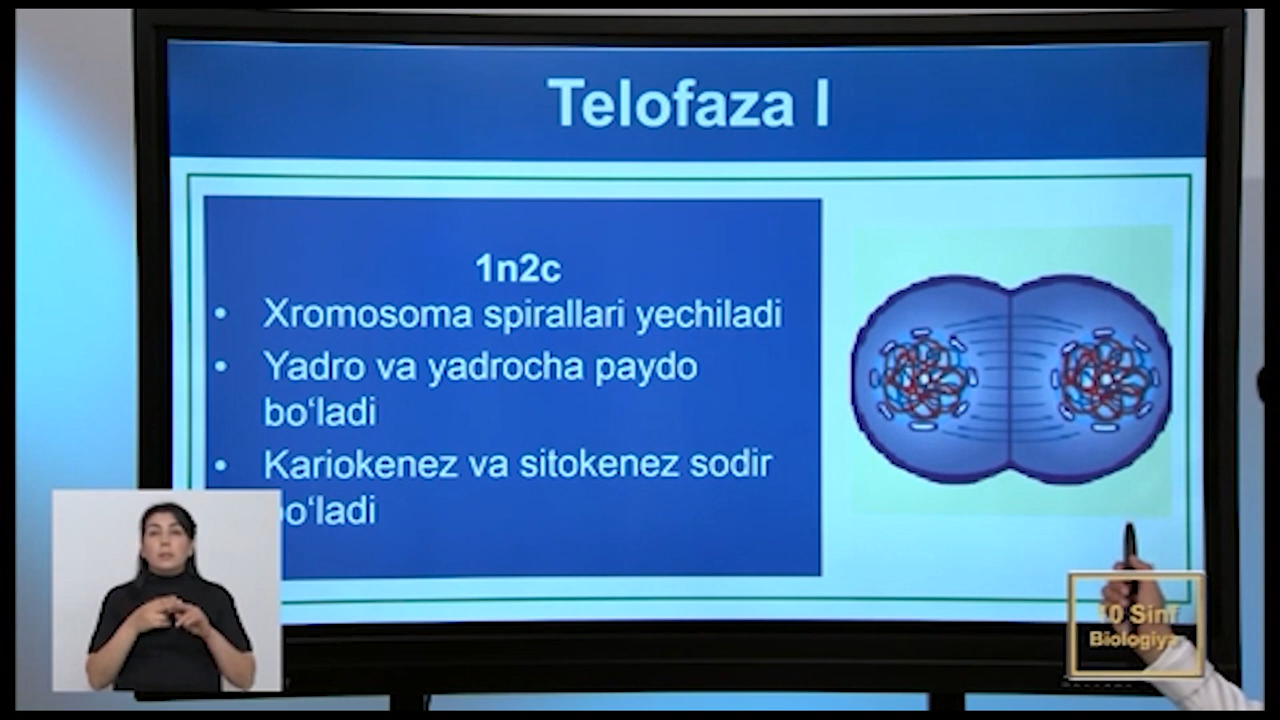 Telofaza I
1n2c
• Xromosoma spirallari yechiladi
• Yadro va yadrocha paydo
bo‘ladi
• Kariokenez va sitokenez sodir
bo‘ladi
10 Sinf
Biologiya